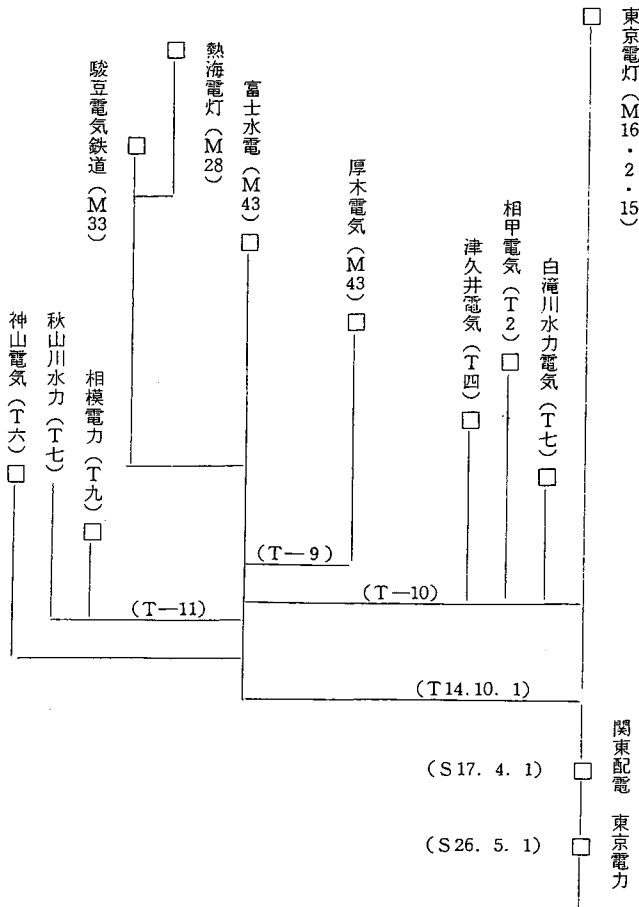 東京電灯（M16・2・15）
白滝川水力電気（T七）
相甲電気（T2）
津久井電気（T四）
厚木電気（M43）
富士水電（M43）
熱海電灯（M28）
駿豆電気鉄道（M33）
相模電力（T九）
秋山川水力（T七）
神山電気（T六）
（T―9）
（T―10）
（T―11）
（T14. 10. 1）
関東配電
（S17. 4. 1）
東京電力
（S26. 5. 1）